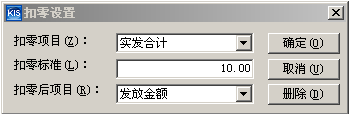 KIS 扣零设置
扣零项目(Z)： 实发合计 确定(O)
扣零标准(L)： 10.00 取消(U)
扣零后项目(R)： 发放金额 删除(D)